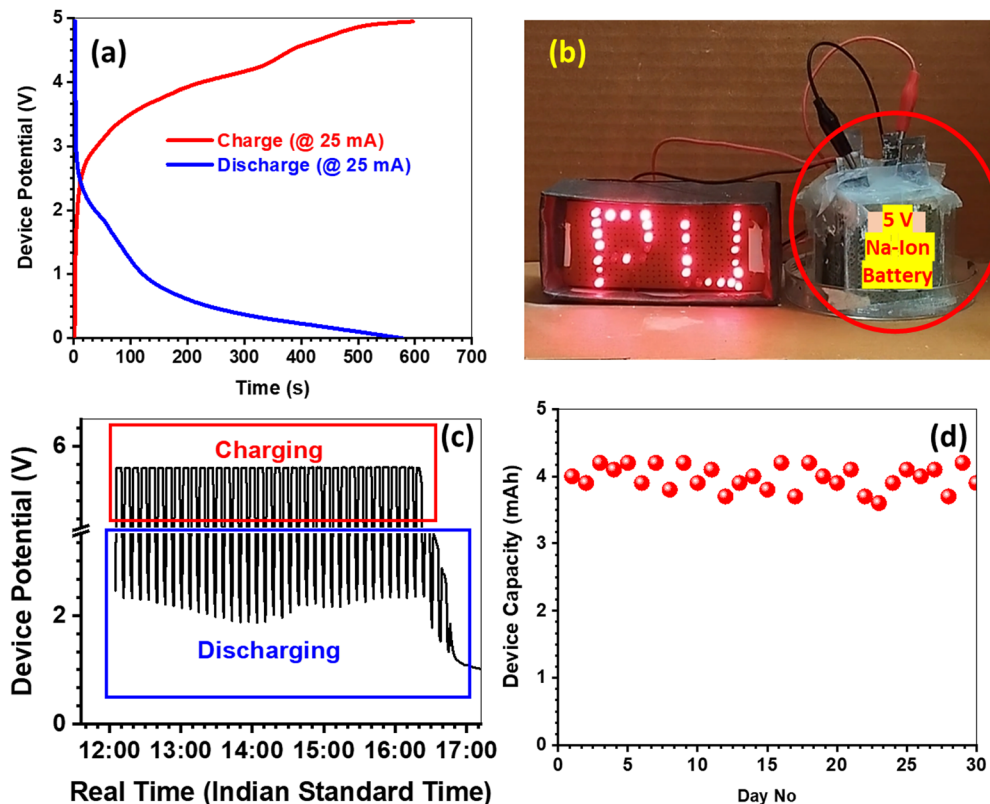 (a)
5
4
3
2
1
0
Device Potential (V)
Charge (@ 25 mA)
Discharge (@ 25 mA)
0 100 200 300 400 500 600 700
Time (s)
(b)
PU
5 V
Na-Ion
Battery
(c)
6
2
0
Device Potential (V)
Charging
Discharging
12:00 13:00 14:00 15:00 16:00 17:00
Real Time (Indian Standard Time)
(d)
5
4
3
2
1
0
Device Capacity (mAh)
0 5 10 15 20 25 30
Day No